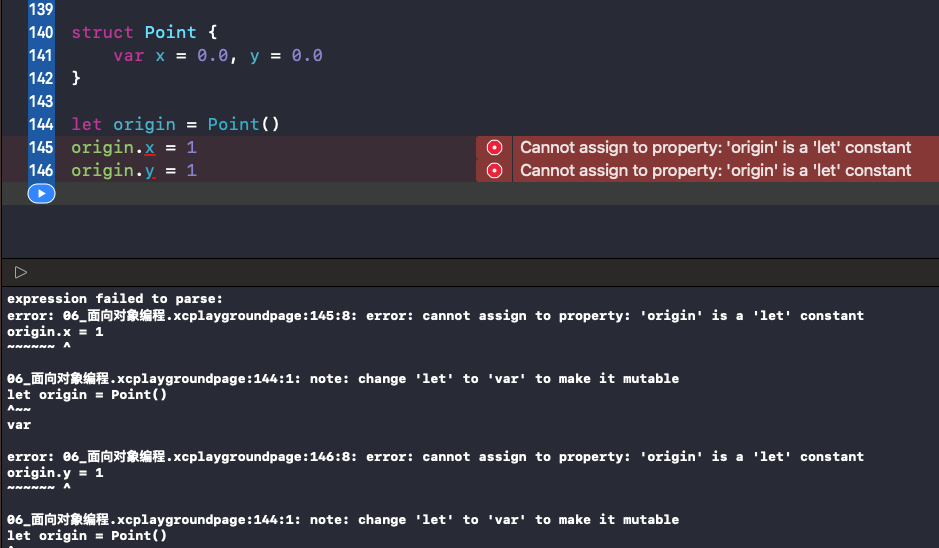 139
140 struct Point {
141 var x = 0.0, y = 0.0
142 }
143
144 let origin = Point()
145 origin.x = 1 Cannot assign to property: 'origin' is a 'let' constant
146 origin.y = 1 Cannot assign to property: 'origin' is a 'let' constant
expression failed to parse:
error: 06_面向对象编程.xcplaygroundpage:145:8: error: cannot assign to property: 'origin' is a 'let' constant
origin.x = 1
~~~~~~ ^
06_面向对象编程.xcplaygroundpage:144:1: note: change 'let' to 'var' to make it mutable
let origin = Point()
^~~
var
error: 06_面向对象编程.xcplaygroundpage:146:8: error: cannot assign to property: 'origin' is a 'let' constant
origin.y = 1
~~~~~~ ^
06_面向对象编程.xcplaygroundpage:144:1: note: change 'let' to 'var' to make it mutable
let origin = Point()